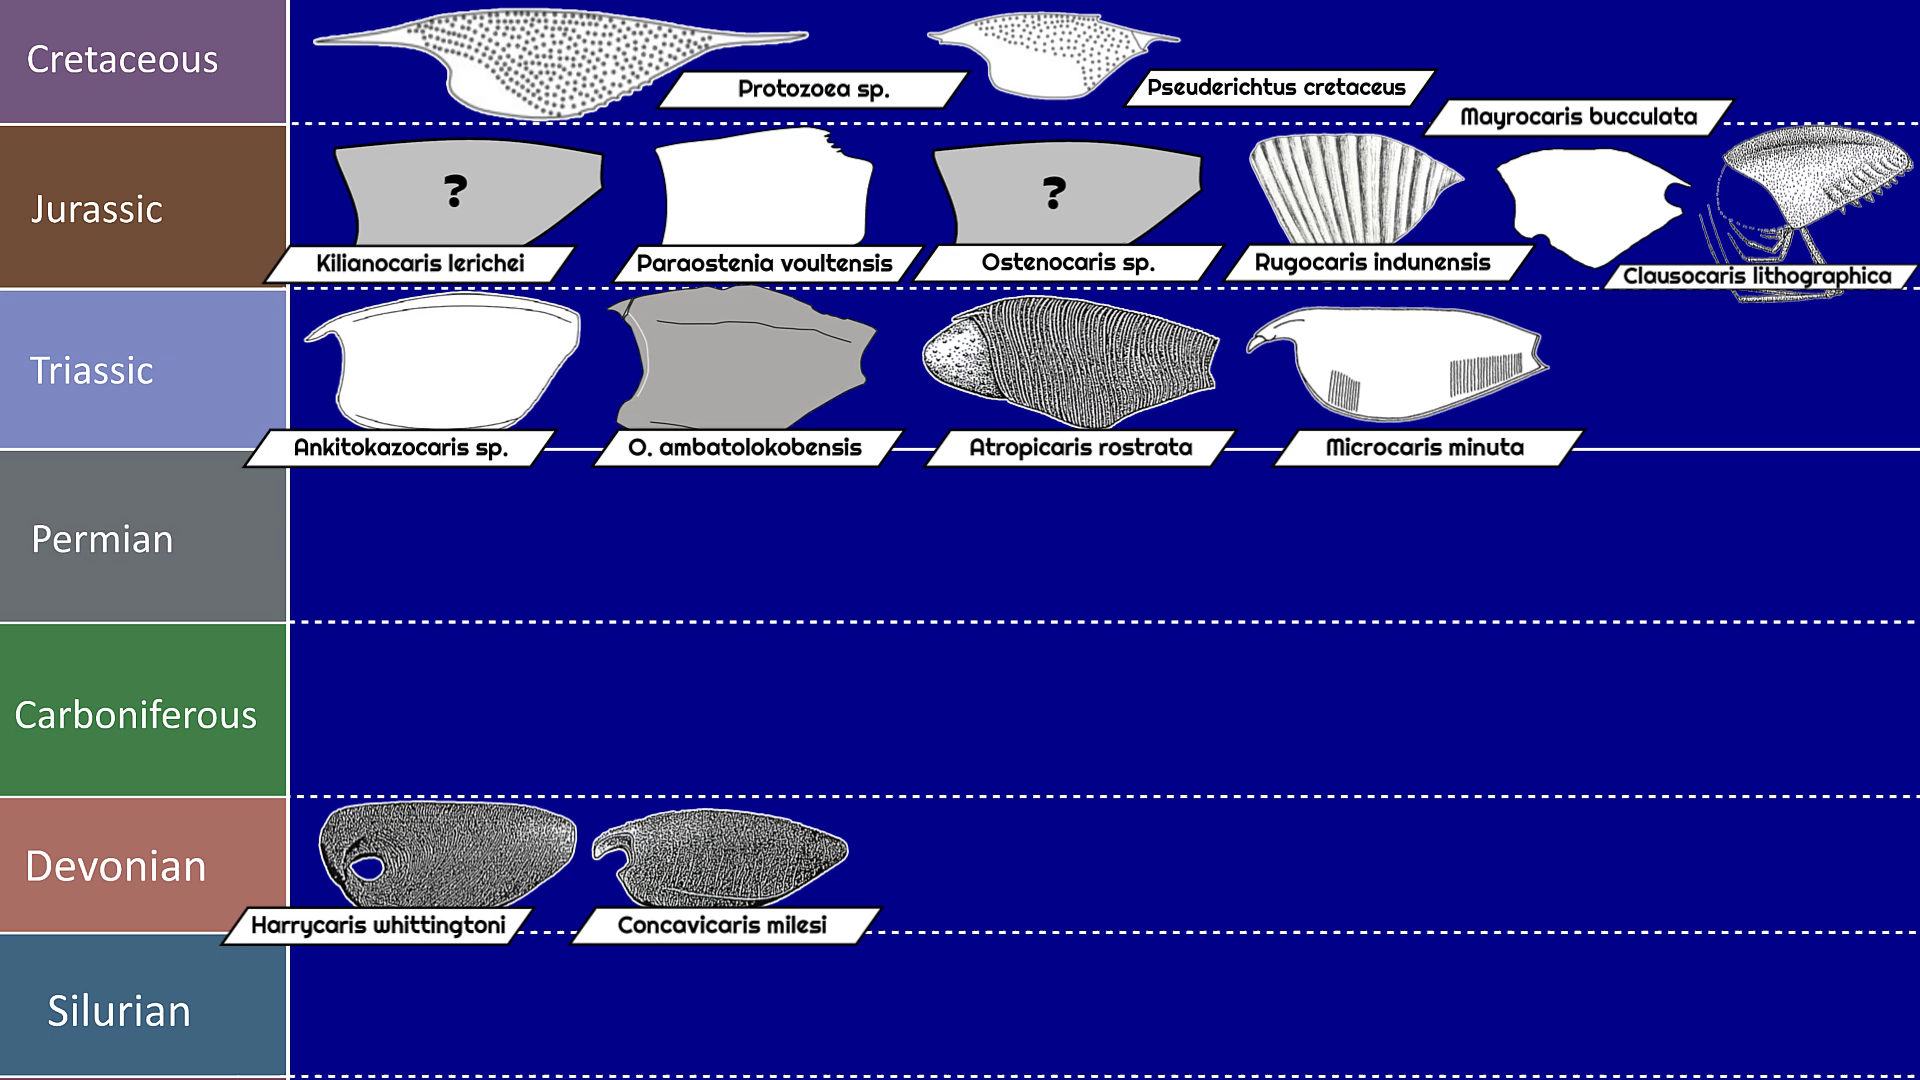 Cretaceous
Protozoea sp.
Pseuderichtus cretaceus
Mayrocaris bucculata
Jurassic
?
?
Kilianocaris lerichei
Paraostenia voultensis
Ostenocaris sp.
Rugocaris indunensis
Clausocaris lithographica
Triassic
Ankitokazocaris sp.
O. ambatolokobensis
Atropicaris rostrata
Microcaris minuta
Permian
Carboniferous
Devonian
Harrycaris whittingtoni
Concavicaris milesi
Silurian